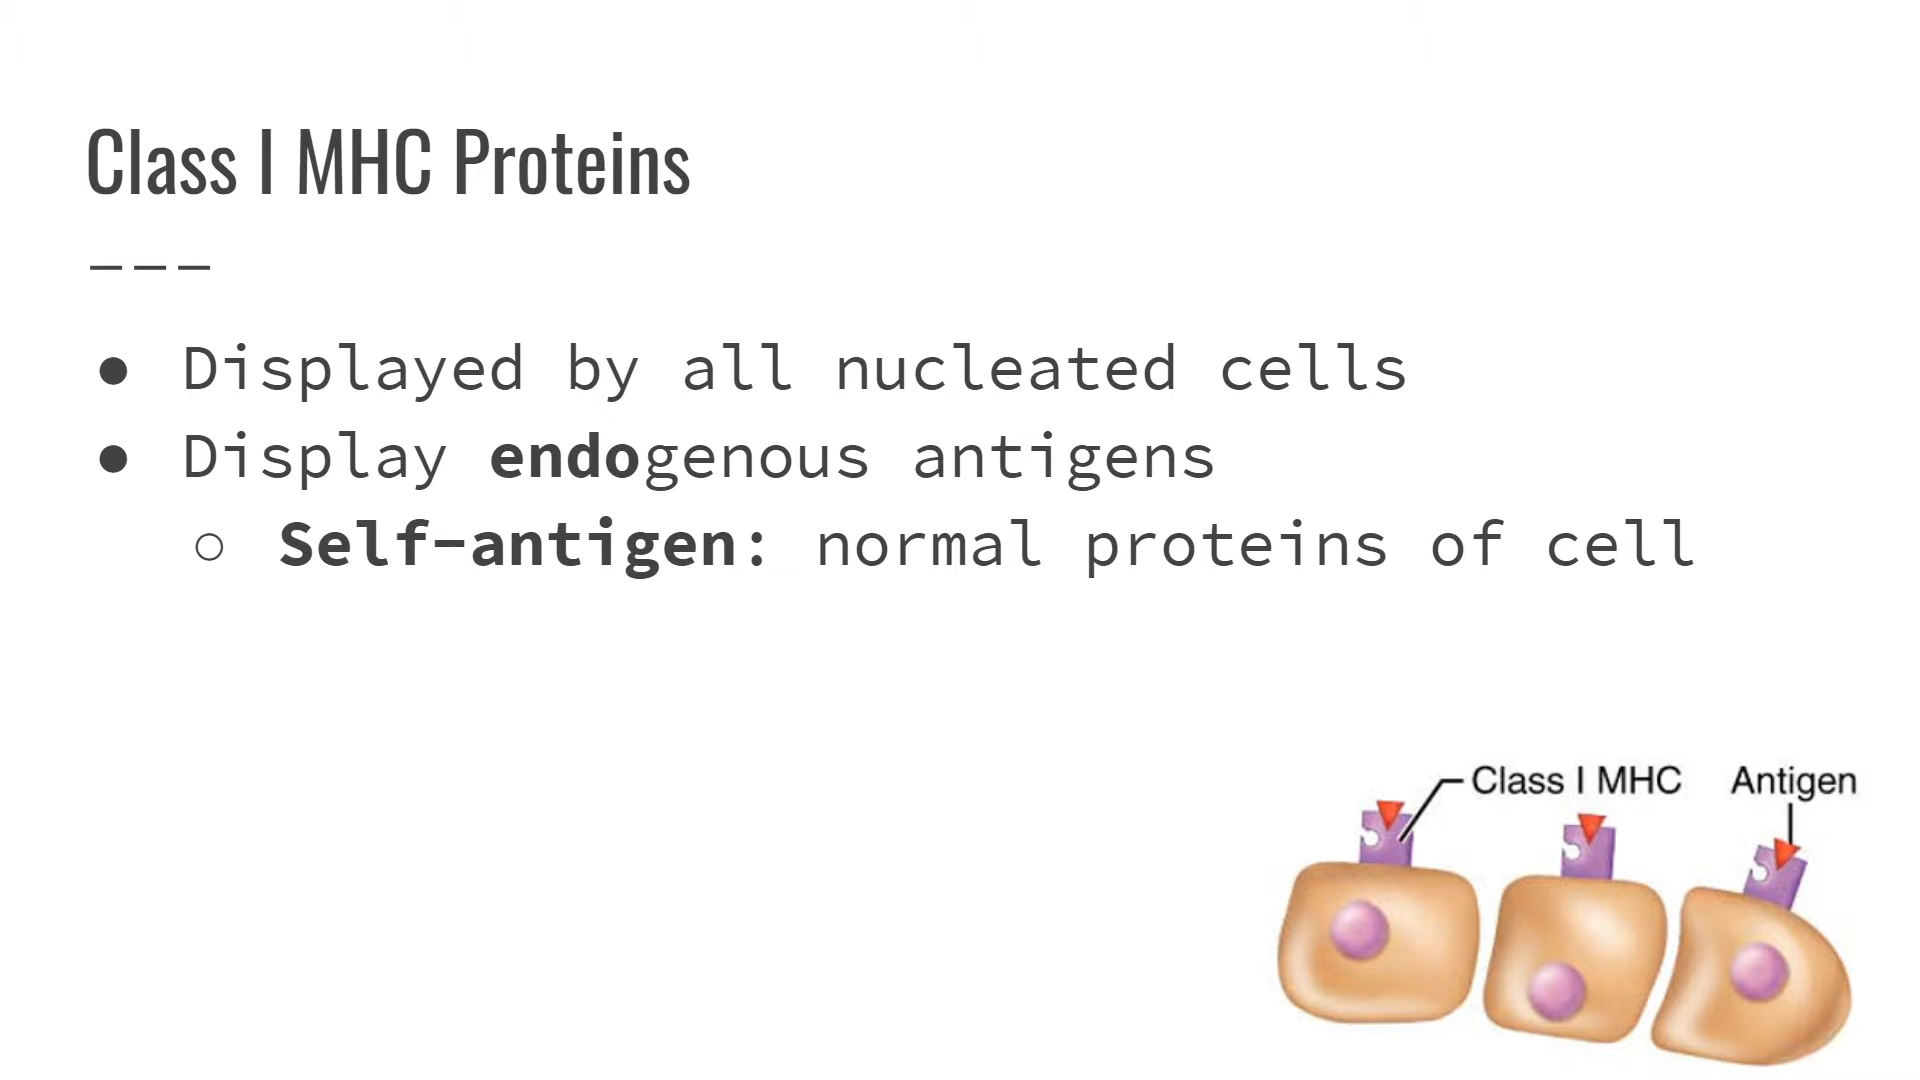 Class I MHC Proteins
———
● Displayed by all nucleated cells
● Display endogenous antigens
○ Self-antigen: normal proteins of cell
Class I MHC Antigen